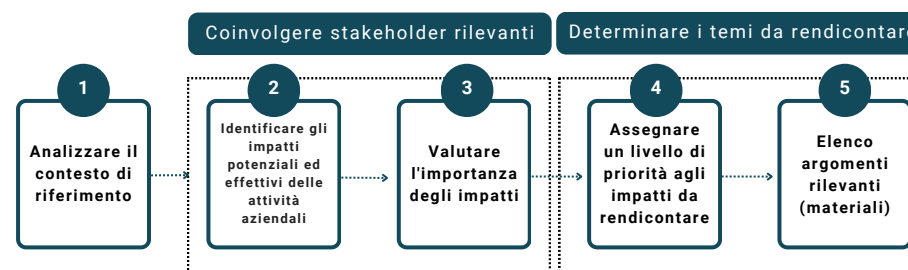 Coinvolgere stakeholder rilevanti
Determinare i temi da rendicontare
1
Analizzare il
contesto di
riferimento
2
Identificare gli
impatti
potenziali ed
effettivi delle
attività
aziendali
3
Valutare
l'importanza
degli impatti
4
Assegnare
un livello di
priorità agli
impatti da
rendicontare
5
Elenco
argomenti
rilevanti
(materiali)